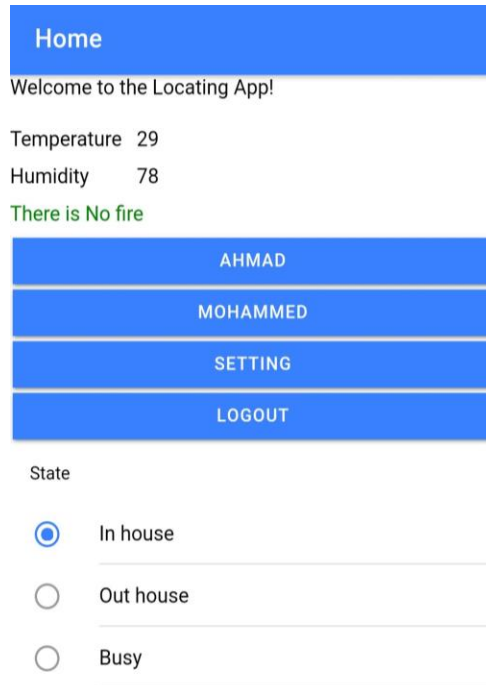 Home
Welcome to the Locating App!
Temperature 29
Humidity 78
There is No fire
AHMAD
MOHAMMED
SETTING
LOGOUT
State
In house
Out house
Busy